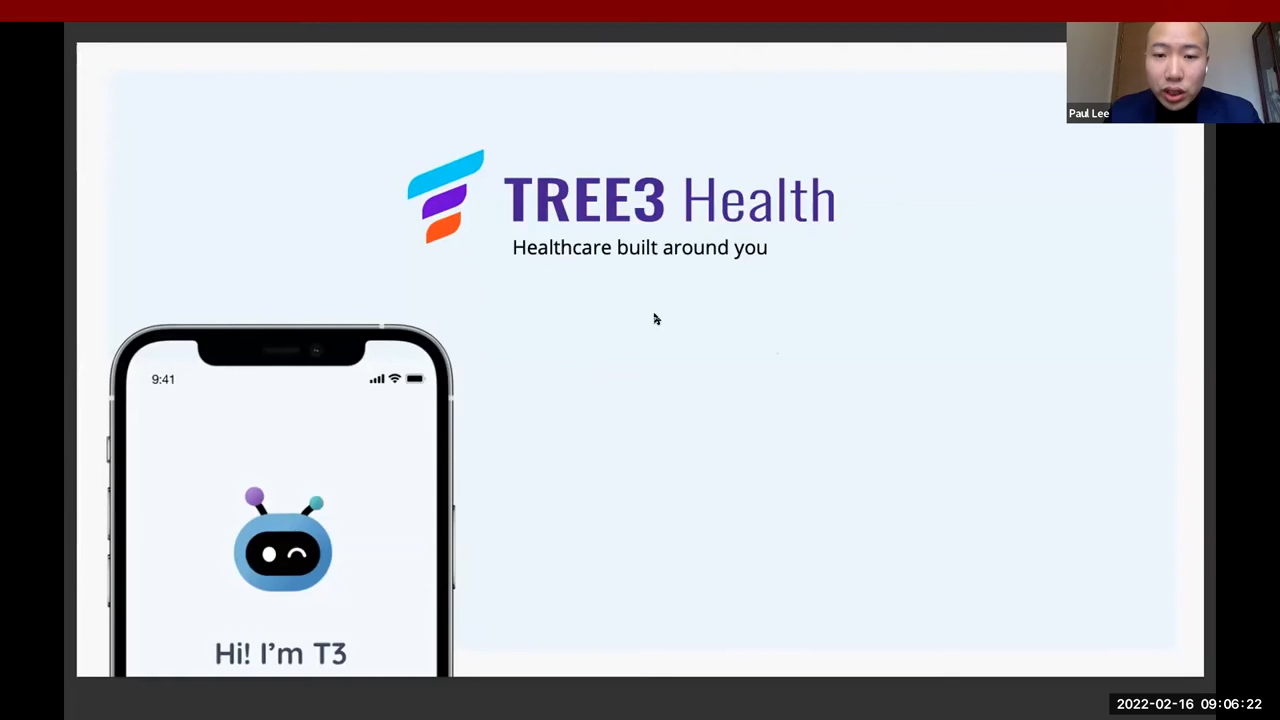 Paul Lee
TREE3 Health
Healthcare built around you
9:41
Hi! I'm T3
2022-02-16 09:06:22